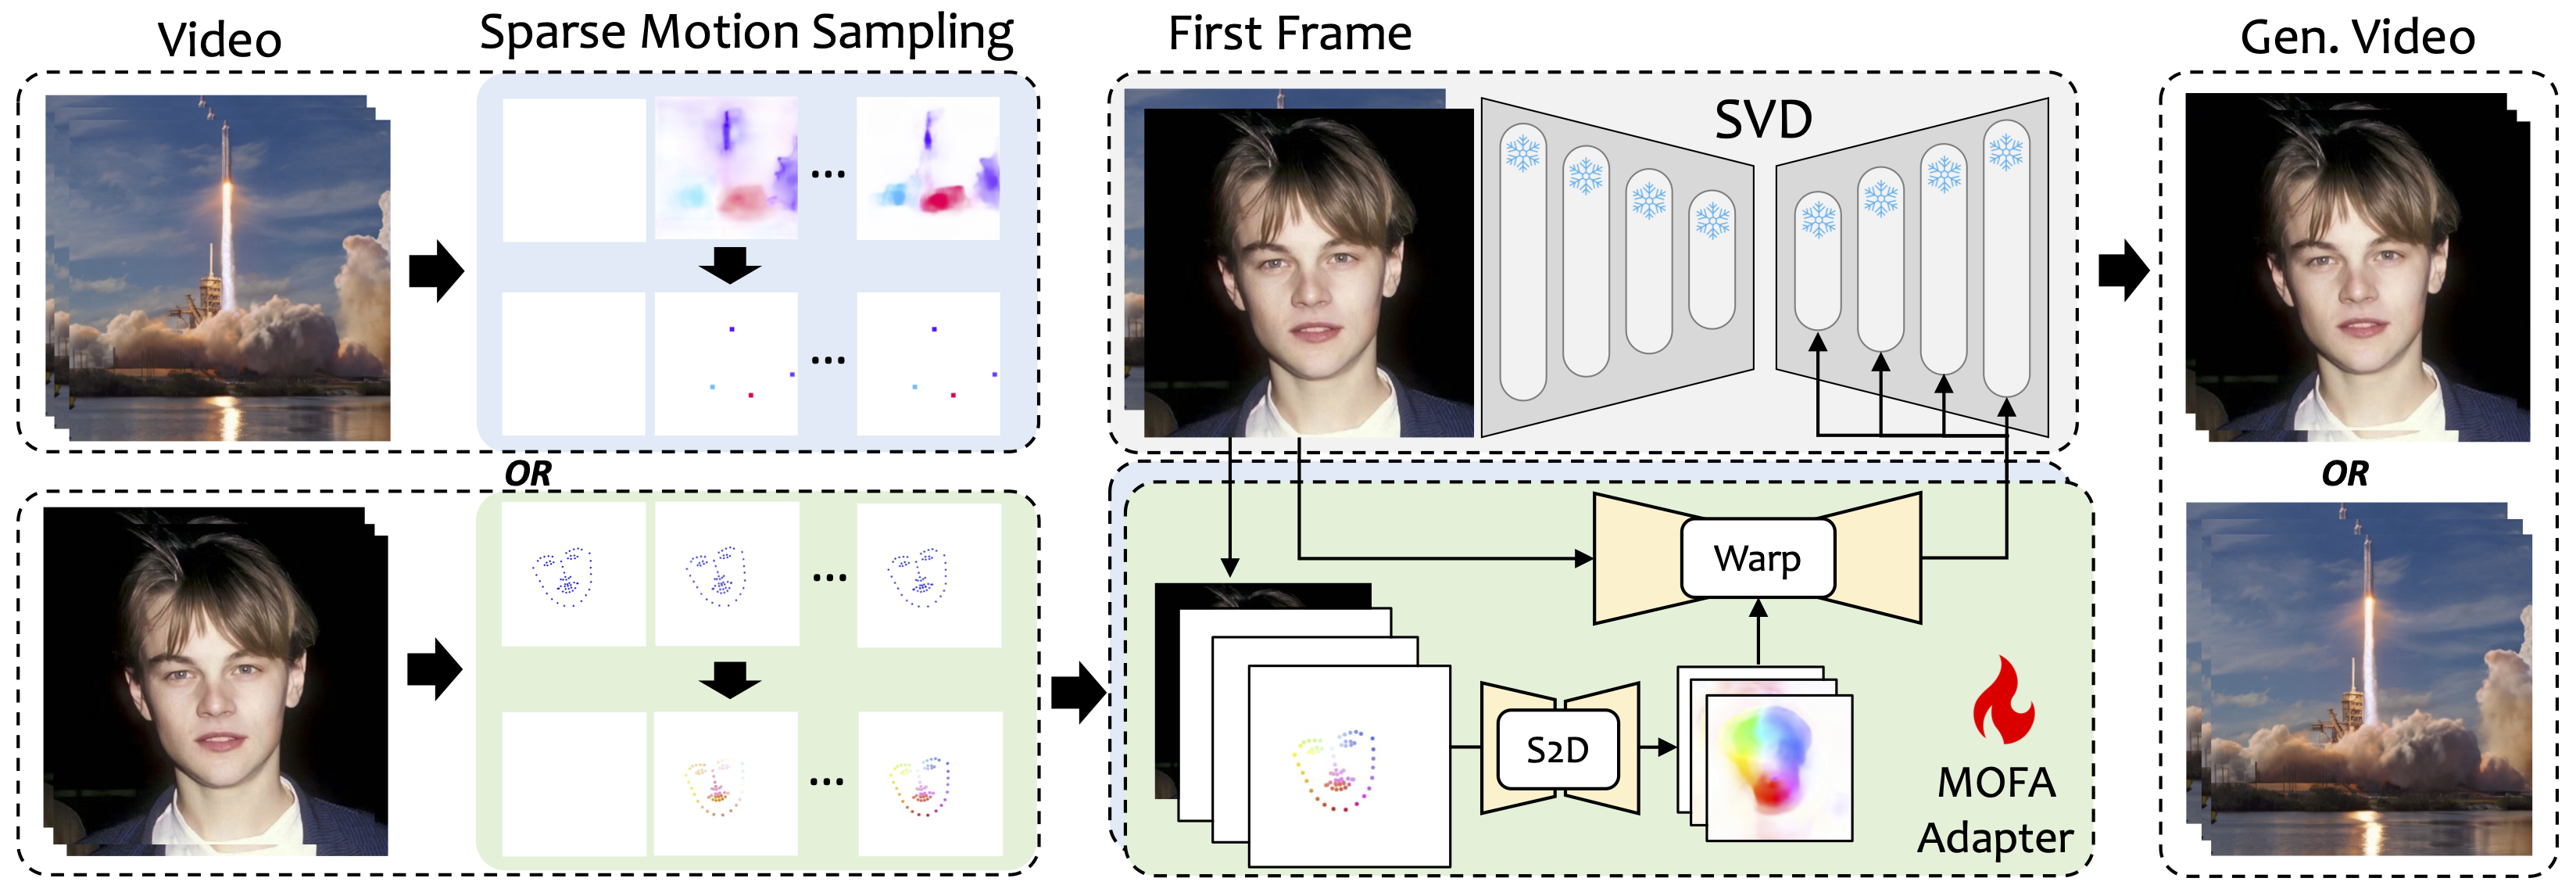 Video
Sparse Motion Sampling
First Frame
Gen. Video
SVD
...
...
OR
OR
...
...
Warp
S2D
MOFA
Adapter